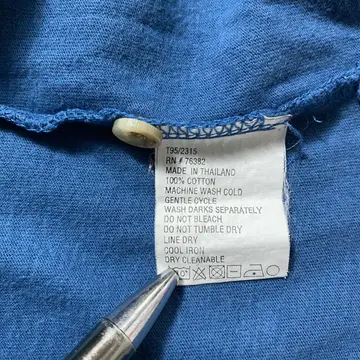 T95/2315
RN # 76382
MADE IN THAILAND
100% COTTON
MACHINE WASH COLD
GENTLE CYCLE
WASH DARKS SEPARATELY
DO NOT BLEACH
DO NOT TUMBLE DRY
LINE DRY
COOL IRON
DRY CLEANABLE